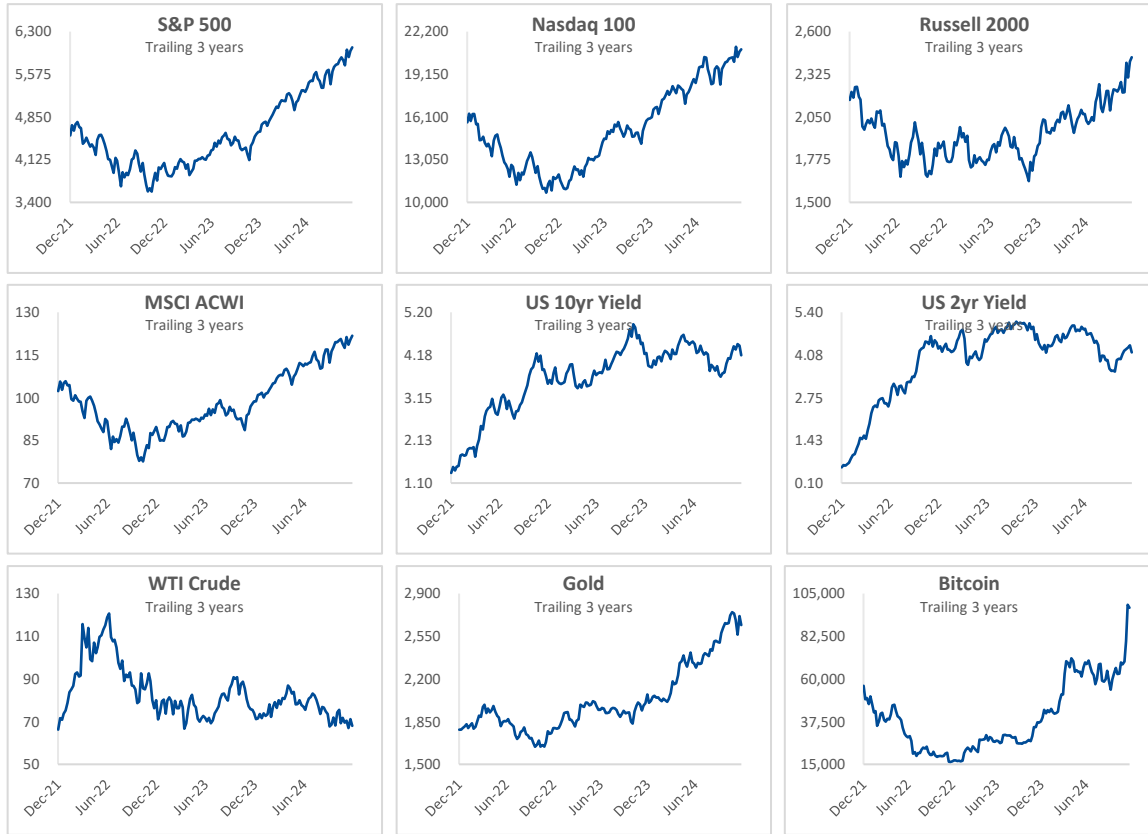 S&P 500
Trailing 3 years
6,300
5,575
4,850
4,125
3,400
Dec-21
Jun-22
Dec-22
Jun-23
Dec-23
Jun-24
Nasdaq 100
Trailing 3 years
22,200
19,150
16,100
13,050
10,000
Dec-21
Jun-22
Dec-22
Jun-23
Dec-23
Jun-24
Russell 2000
Trailing 3 years
2,600
2,325
2,050
1,775
1,500
Dec-21
Jun-22
Dec-22
Jun-23
Dec-23
Jun-24
MSCI ACWI
Trailing 3 years
130
115
100
85
70
Dec-21
Jun-22
Dec-22
Jun-23
Dec-23
Jun-24
US 10yr Yield
Trailing 3 years
5.20
4.18
3.15
2.13
1.10
Dec-21
Jun-22
Dec-22
Jun-23
Dec-23
Jun-24
US 2yr Yield
Trailing 3 years
5.40
4.08
2.75
1.43
0.10
Dec-21
Jun-22
Dec-22
Jun-23
Dec-23
Jun-24
WTI Crude
Trailing 3 years
130
110
90
70
50
Dec-21
Jun-22
Dec-22
Jun-23
Dec-23
Jun-24
Gold
Trailing 3 years
2,900
2,550
2,200
1,850
1,500
Dec-21
Jun-22
Dec-22
Jun-23
Dec-23
Jun-24
Bitcoin
Trailing 3 years
105,000
82,500
60,000
37,500
15,000
Dec-21
Jun-22
Dec-22
Jun-23
Dec-23
Jun-24